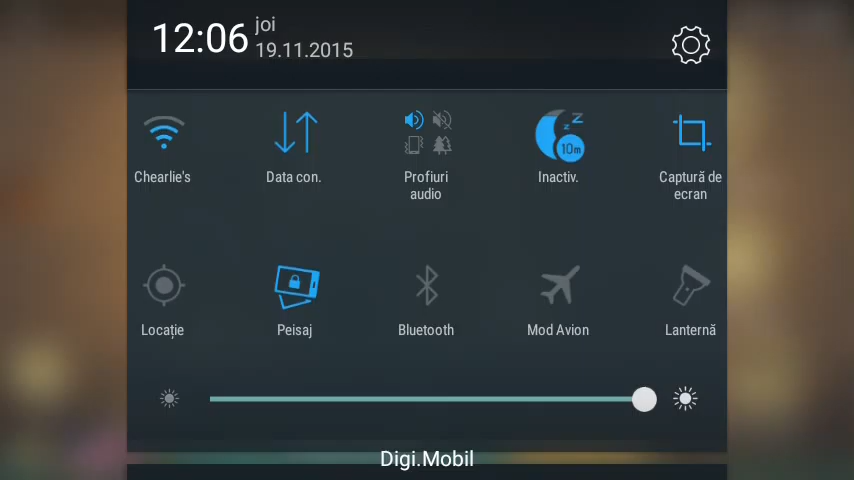 12:06
joi
19.11.2015
Chearlie's
Data con.
Profiuri
audio
z z
10m
Inactiv.
Captură de
ecran
Locație
Peisaj
Bluetooth
Mod Avion
Lanternă
Digi.Mobil